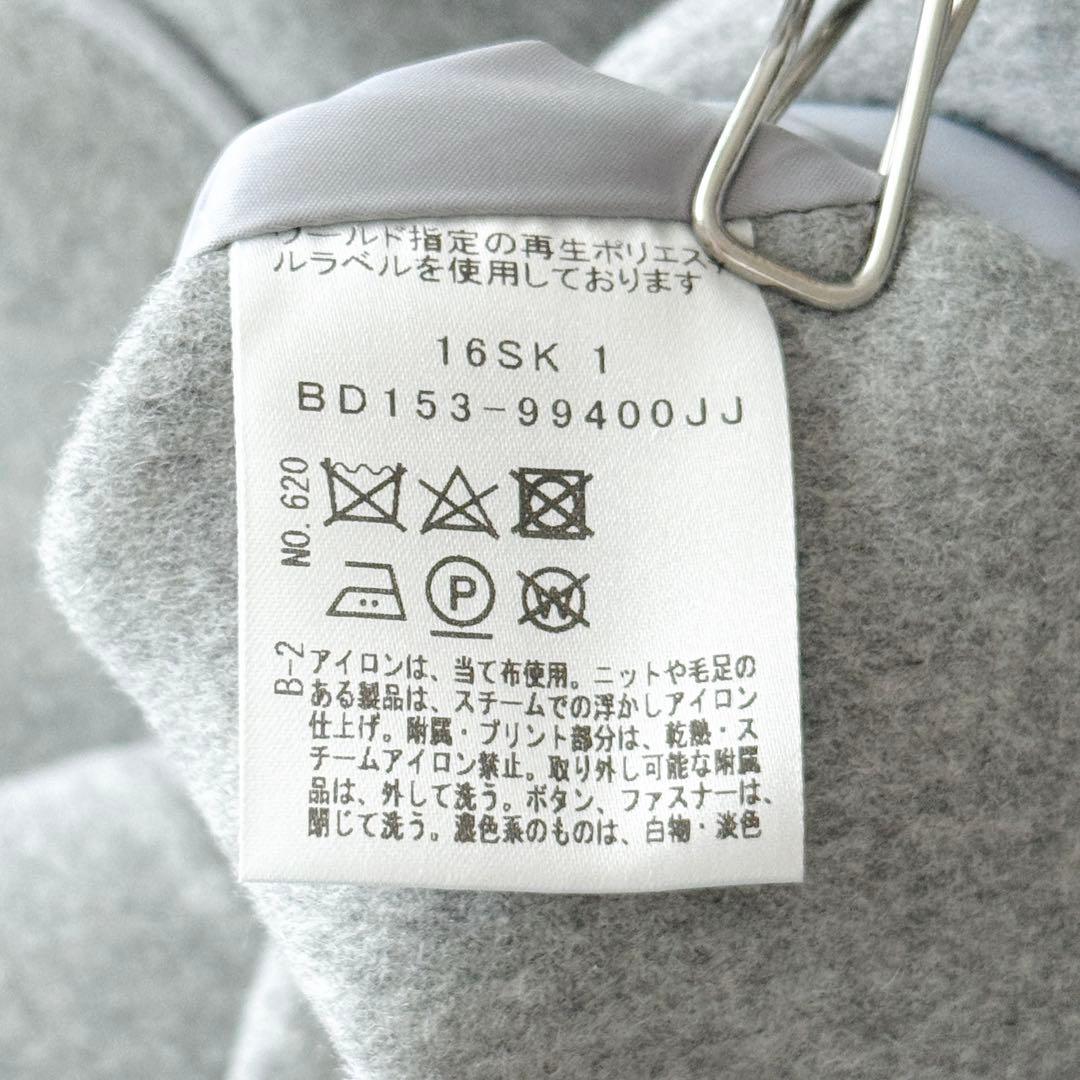 ワールド指定の再生ポリエステ
ルラベルを使用しております
16SK 1
BD153-99400JJ
NO. 620
P
W
B-2
アイロンは、当て布使用。ニットや毛足の
ある製品は、スチームでの浮かしアイロン
仕上げ。附属・プリント部分は、乾熱・ス
チームアイロン禁止。取り外し可能な附属
品は、外して洗う。ボタン、ファスナーは、
閉じて洗う。濃色系のものは、白物・淡色